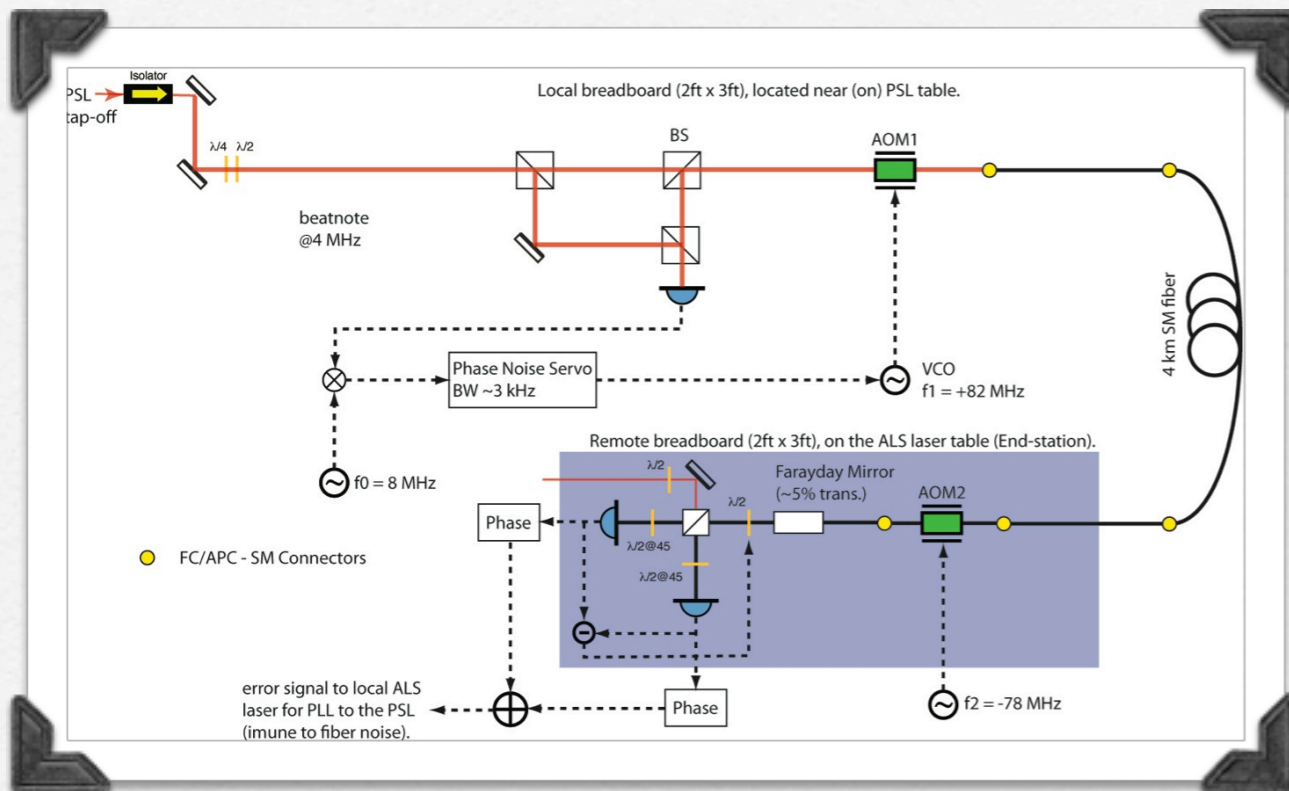 Isolator
PSL
tap-off
Local breadboard (2ft x 3ft), located near (on) PSL table.
λ/4 λ/2
BS
AOM1
beatnote
@4 MHz
4 km SM fiber
Phase Noise Servo
BW ~3 kHz
VCO
f1 = +82 MHz
f0 = 8 MHz
Remote breadboard (2ft x 3ft), on the ALS laser table (End-station).
λ/2
Farayday Mirror
(~5% trans.)
AOM2
λ/2
Phase
λ/2@45
λ/2@45
FC/APC - SM Connectors
Phase
error signal to local ALS
laser for PLL to the PSL
(imune to fiber noise).
f2 = -78 MHz